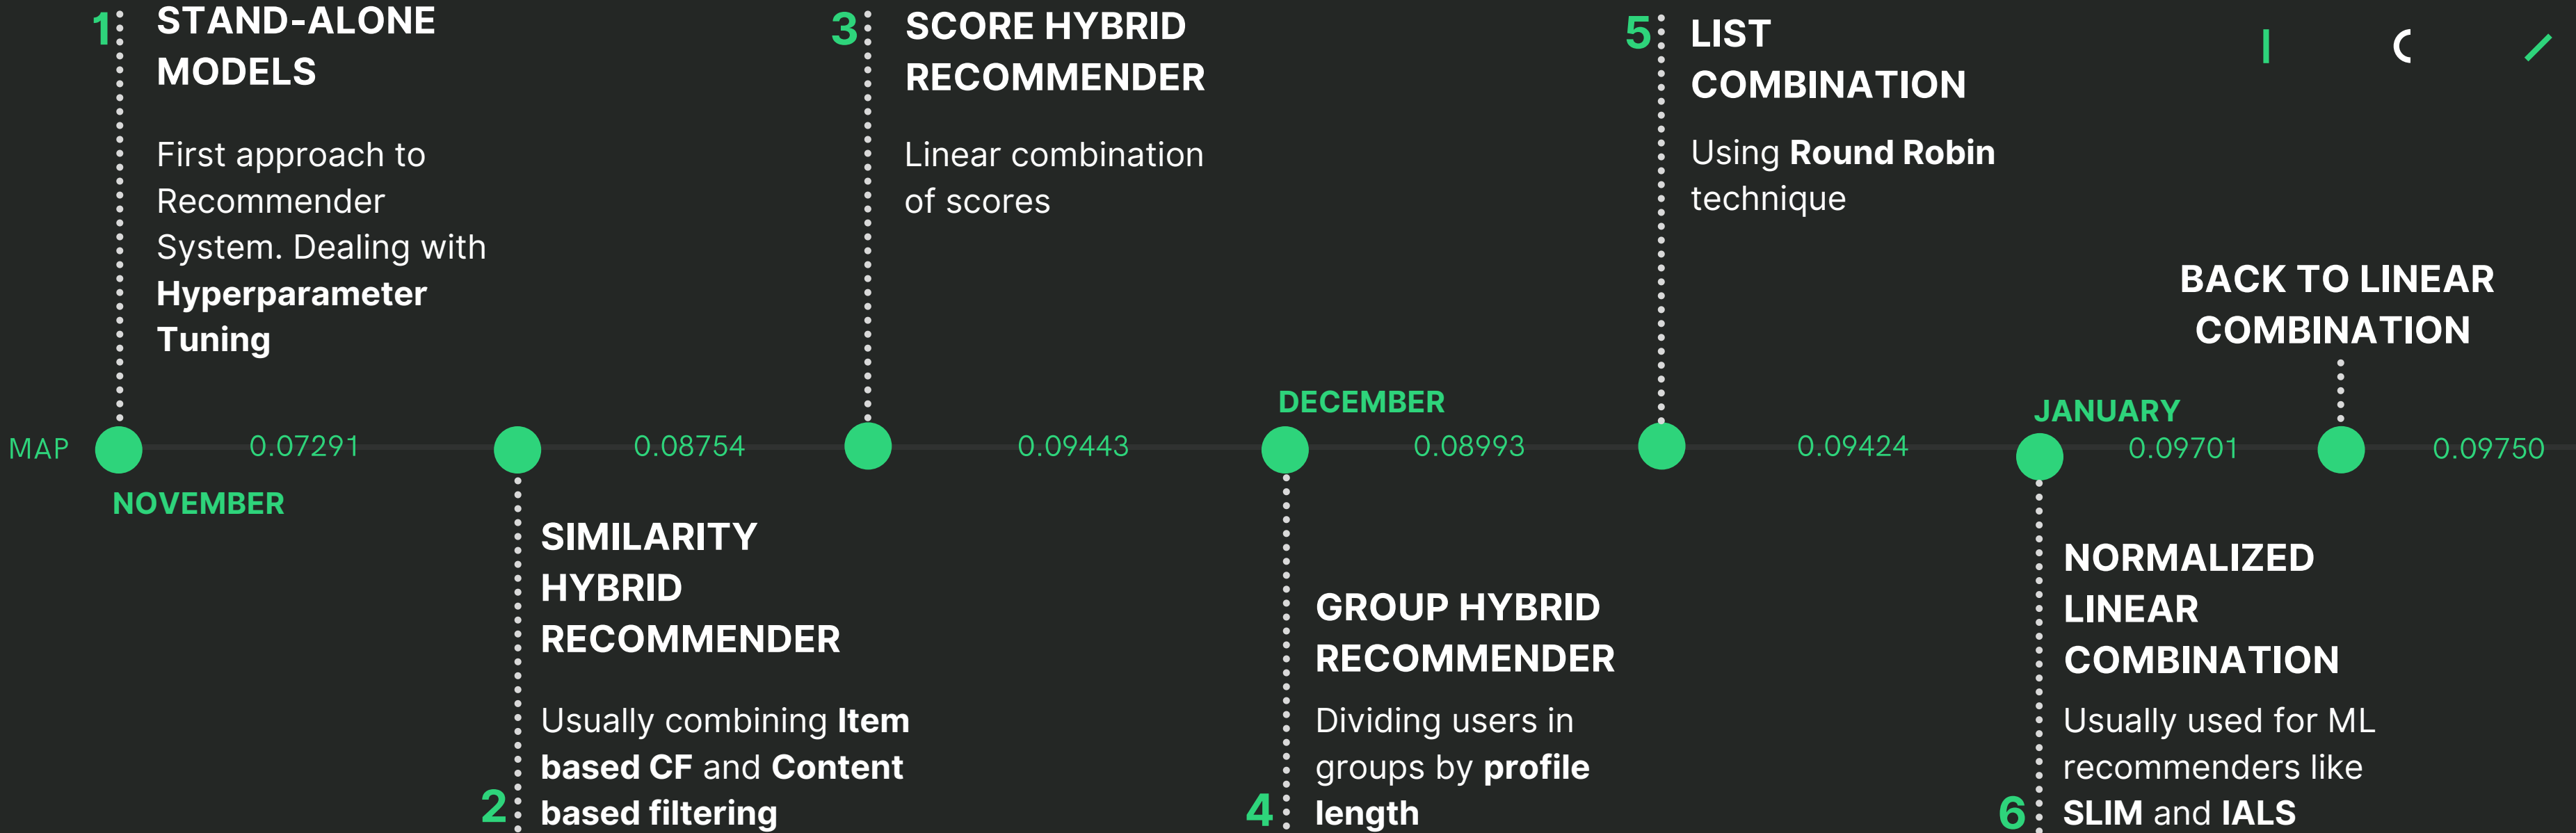 1
STAND-ALONE
MODELS
First approach to
Recommender
System. Dealing with
Hyperparameter
Tuning
3
SCORE HYBRID
RECOMMENDER
Linear combination
of scores
5
LIST
COMBINATION
Using Round Robin
technique
BACK TO LINEAR
COMBINATION
DECEMBER
JANUARY
MAP 0.07291 0.08754 0.09443 0.08993 0.09424 0.09701 0.09750
NOVEMBER
SIMILARITY
HYBRID
RECOMMENDER
Usually combining Item
based CF and Content
based filtering
2
GROUP HYBRID
RECOMMENDER
Dividing users in
groups by profile
length
4
NORMALIZED
LINEAR
COMBINATION
Usually used for ML
recommenders like
SLIM and IALS
6